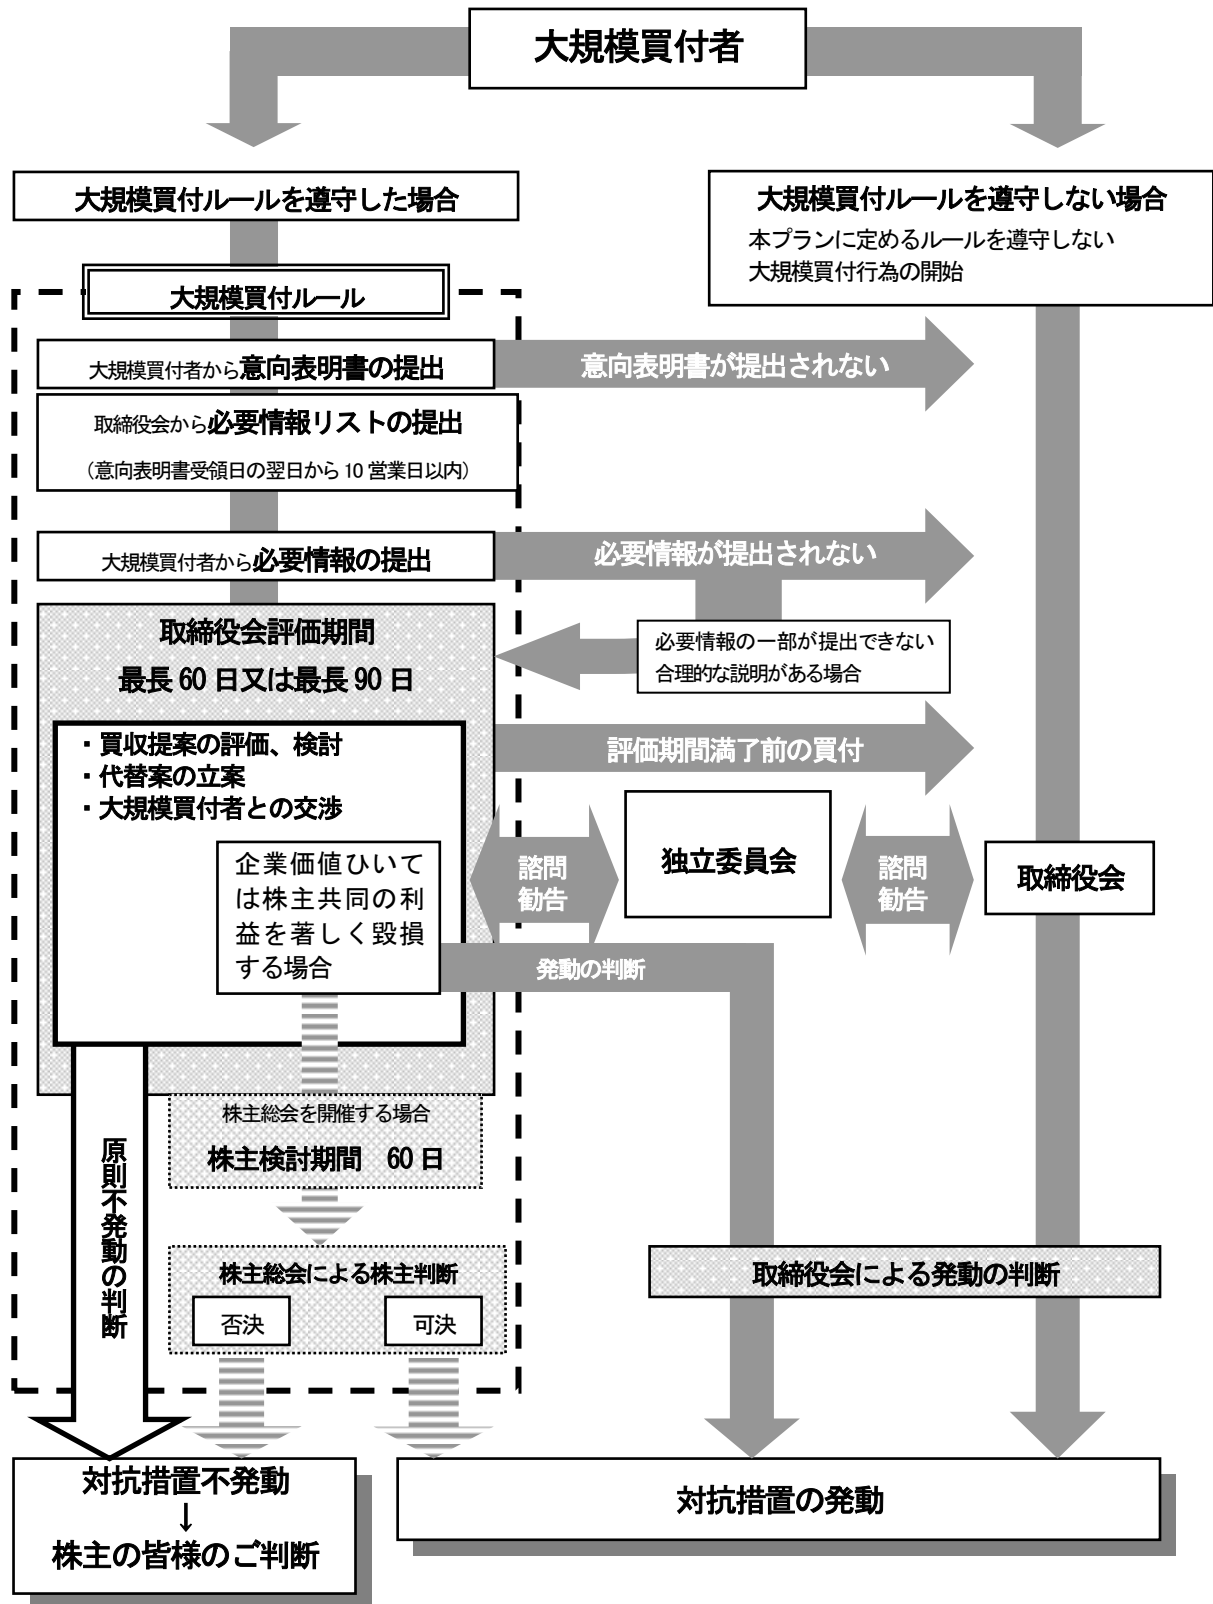 大規模買付者
大規模買付ルールを遵守した場合
大規模買付ルールを遵守しない場合
本プランに定めるルールを遵守しない
大規模買付行為の開始
大規模買付ルール
大規模買付者から意向表明書の提出
意向表明書が提出されない
取締役会から必要情報リストの提出
（意向表明書受領日の翌日から 10 営業日以内）
大規模買付者から必要情報の提出
必要情報が提出されない
取締役会評価期間
最長 60 日又は最長 90 日
必要情報の一部が提出できない
合理的な説明がある場合
・買収提案の評価、検討
・代替案の立案
・大規模買付者との交渉
評価期間満了前の買付
企業価値ひいて
は株主共同の利
益を著しく毀損
する場合
諮問
勧告
独立委員会
諮問
勧告
取締役会
発動の判断
株主総会を開催する場合
株主検討期間　60 日
原則不発動の判断
株主総会による株主判断
否決
可決
取締役会による発動の判断
対抗措置不発動
↓
株主の皆様のご判断
対抗措置の発動